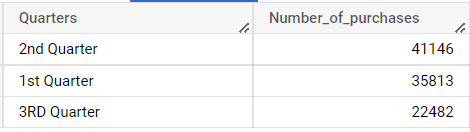 Quarters Number_of_purchases
2nd Quarter 41146
1st Quarter 35813
3RD Quarter 22482